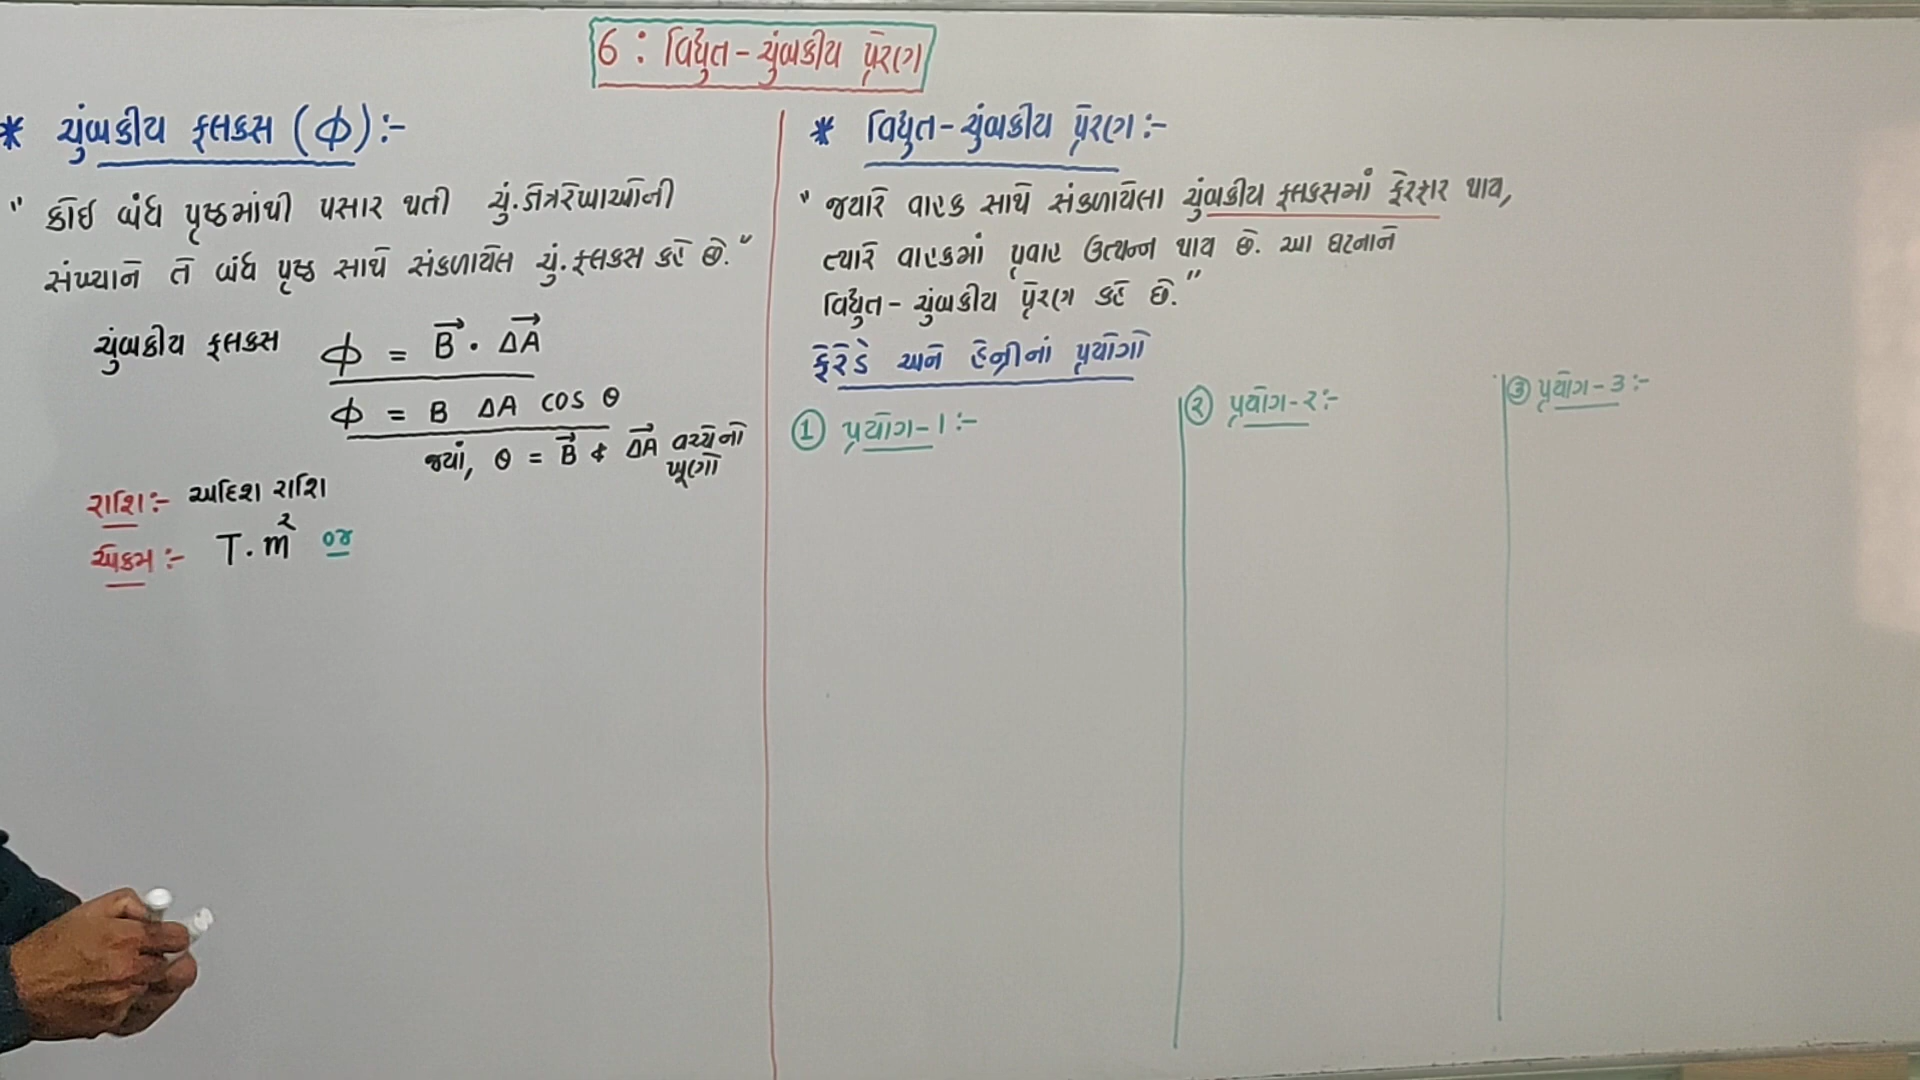 6 : વિદ્યુત-ચુંબકીય પ્રેરણ
* ચુંબકીય ફ્લક્સ (ϕ) :-
" કોઈ બંધ પૃષ્ઠમાંથી પસાર થતી ચું.ક્ષેત્રરેખાઓની
સંખ્યાને તે બંધ પૃષ્ઠ સાથે સંકળાયેલ ચું.ફ્લક્સ કહે છે."
ચુંબકીય ફ્લક્સ ϕ = B⃗ · ΔA⃗
ϕ = B ΔA cos θ
જ્યાં, θ = B⃗ & ΔA⃗ વચ્ચેનો
ખૂણો
રાશિ :- અદિશ રાશિ
એકમ :- T.m² or
* વિદ્યુત-ચુંબકીય પ્રેરણ :-
" જ્યારે વાહક સાથે સંકળાયેલા ચુંબકીય ફ્લક્સમાં ફેરફાર થાય,
ત્યારે વાહકમાં પ્રવાહ ઉત્પન્ન થાય છે. આ ઘટનાને
વિદ્યુત-ચુંબકીય પ્રેરણ કહે છે."
ફેરેડે અને હેન્રીનાં પ્રયોગો
① પ્રયોગ-1 :-
② પ્રયોગ-૨ :-
③ પ્રયોગ-3 :-